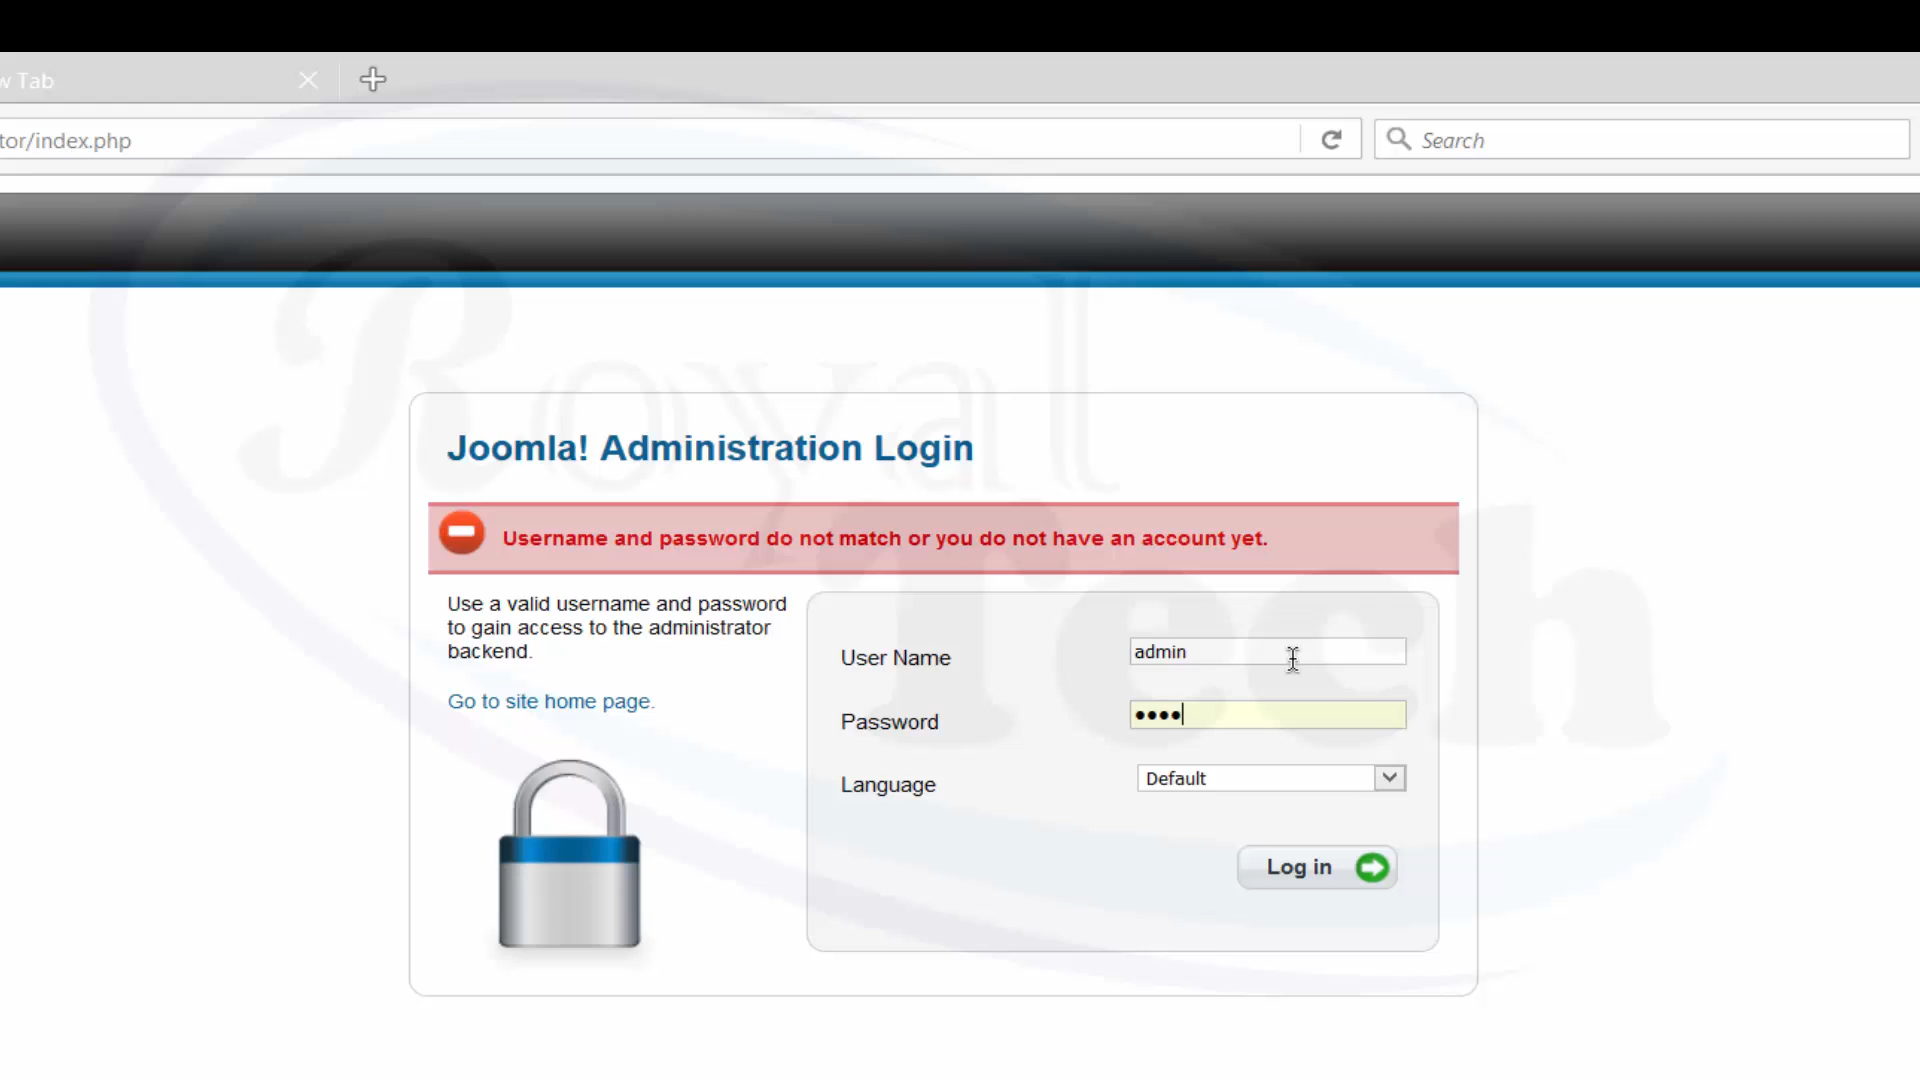 w Tab
tor/index.php
Search
Royal
Tech
Joomla! Administration Login
Username and password do not match or you do not have an account yet.
Use a valid username and password
to gain access to the administrator
backend.
Go to site home page.
User Name
admin
Password
••••
Language
Default
Log in